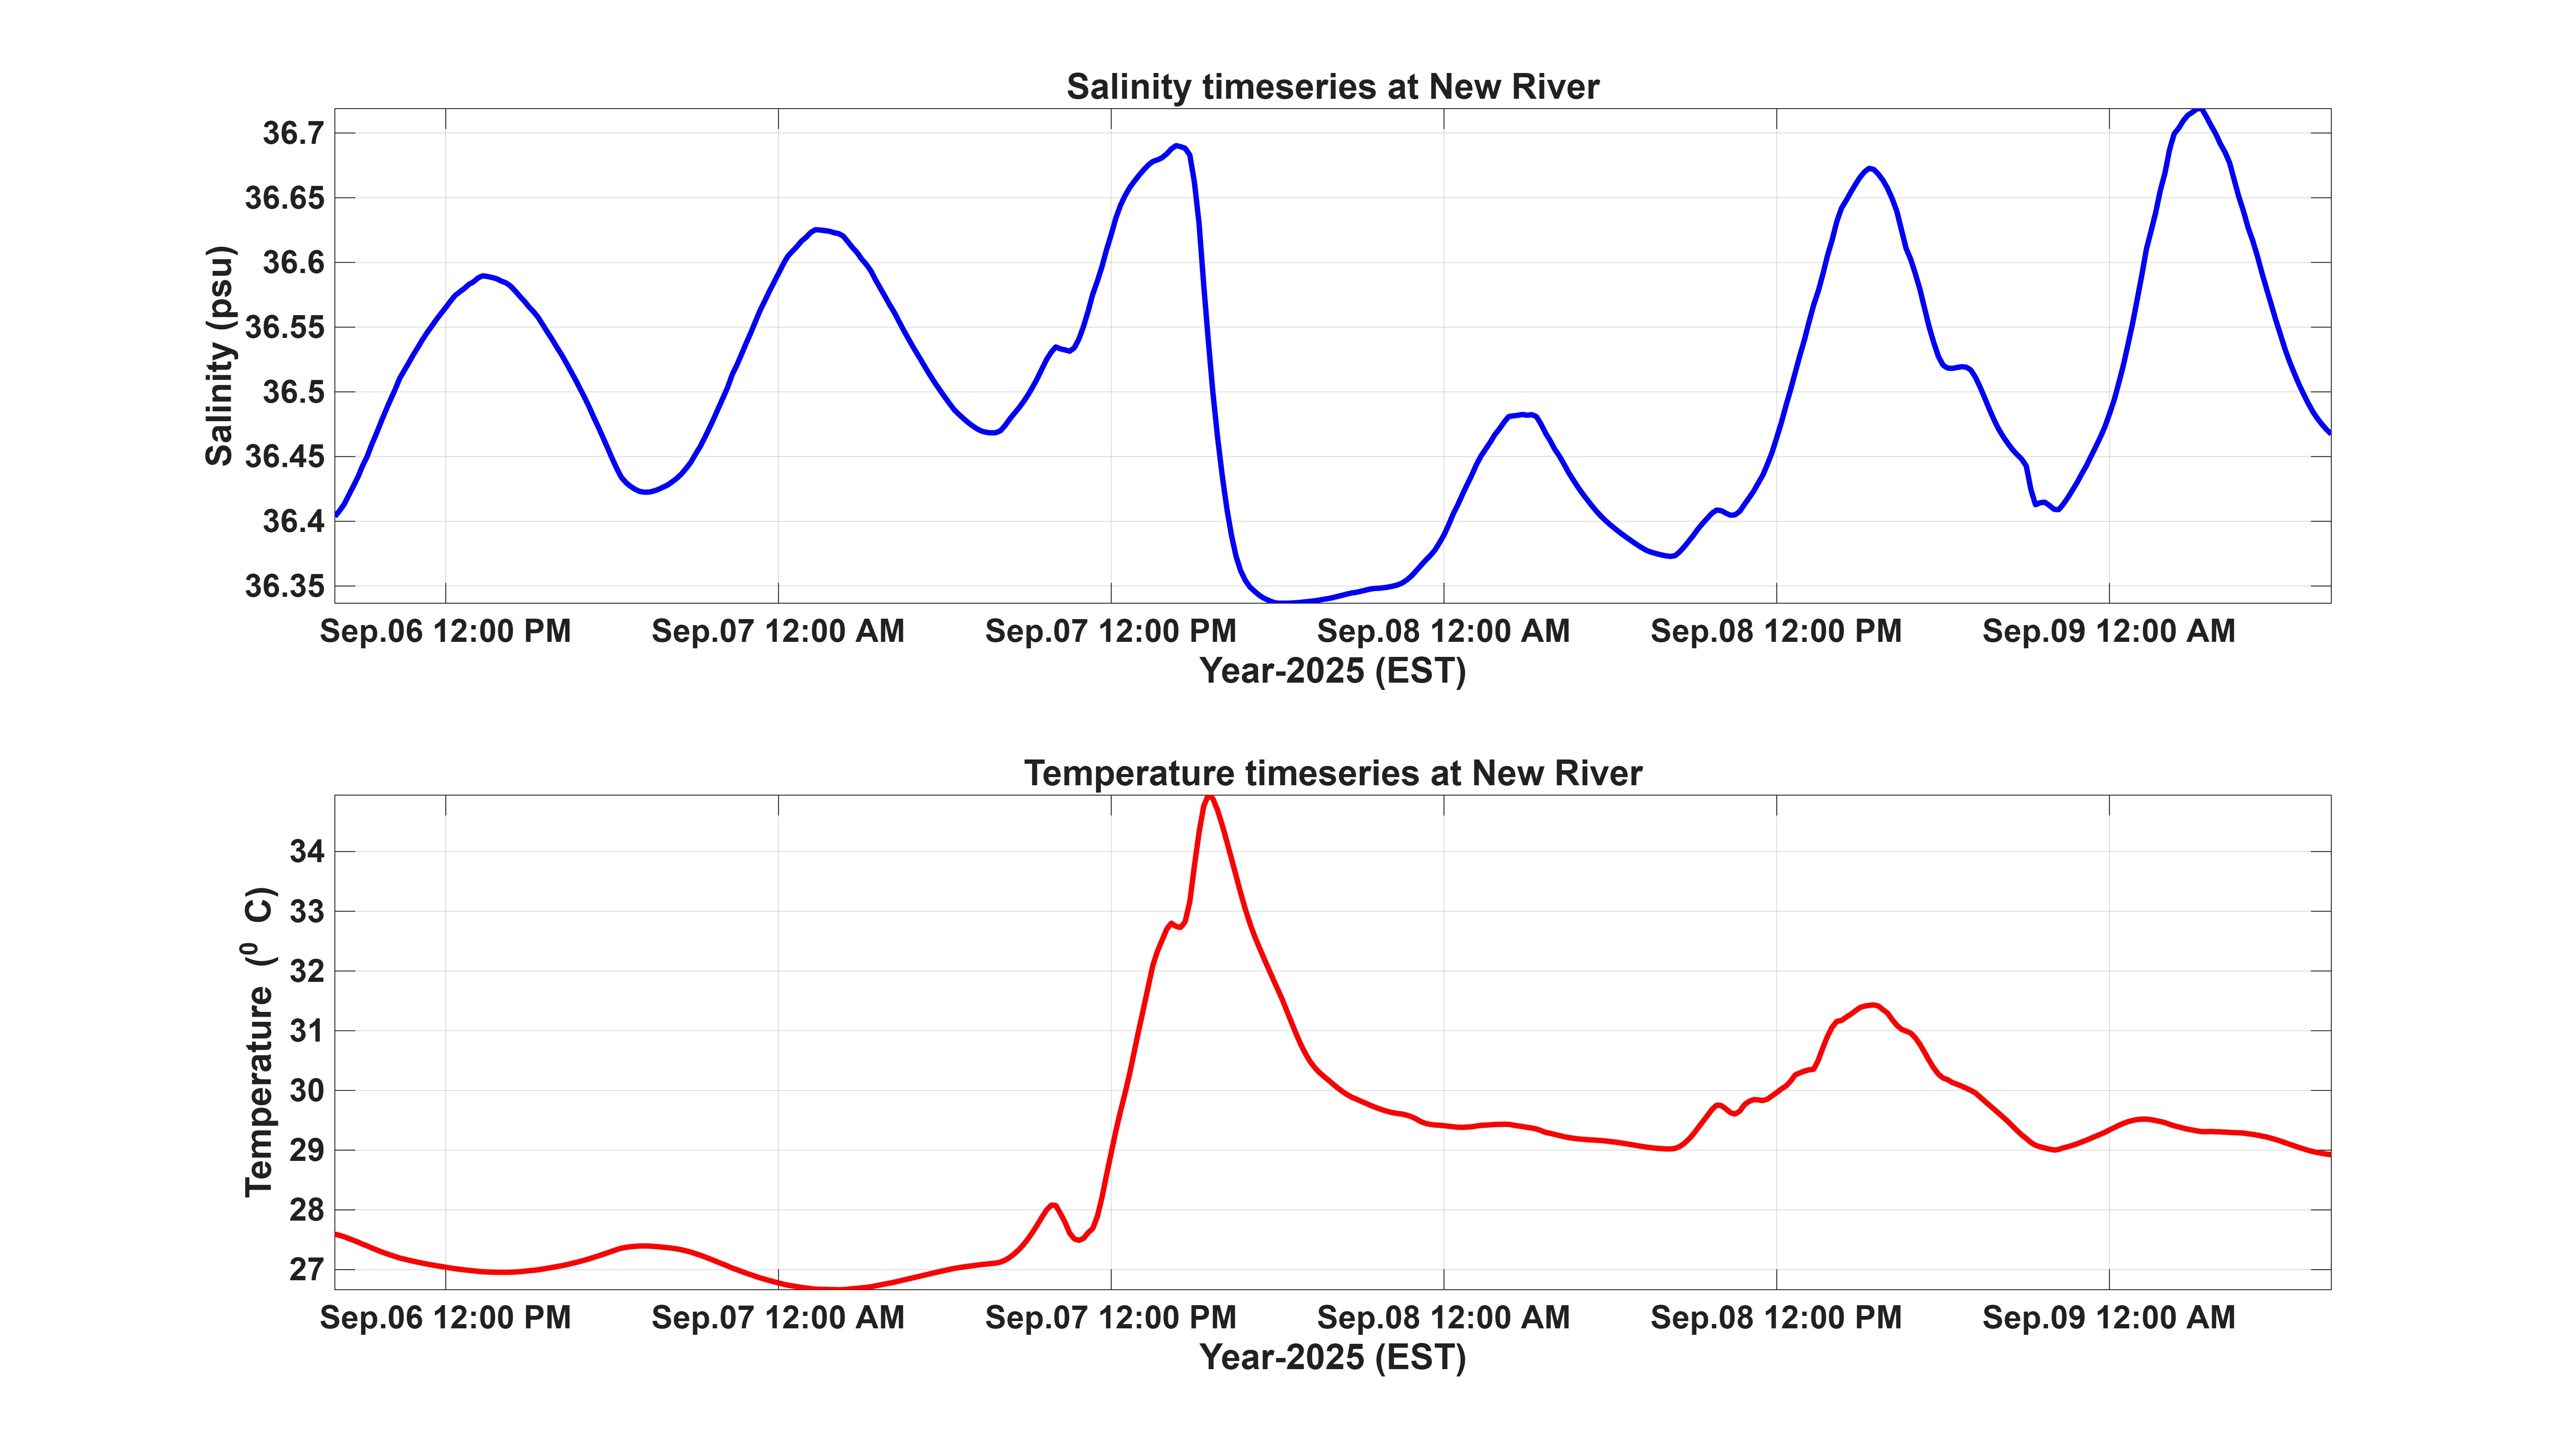 Salinity timeseries at New River
Salinity (psu)
36.7
36.65
36.6
36.55
36.5
36.45
36.4
36.35
Sep.06 12:00 PM Sep.07 12:00 AM Sep.07 12:00 PM Sep.08 12:00 AM Sep.08 12:00 PM Sep.09 12:00 AM
Year-2025 (EST)
Temperature timeseries at New River
Temperature (⁰ C)
34
33
32
31
30
29
28
27
Sep.06 12:00 PM Sep.07 12:00 AM Sep.07 12:00 PM Sep.08 12:00 AM Sep.08 12:00 PM Sep.09 12:00 AM
Year-2025 (EST)